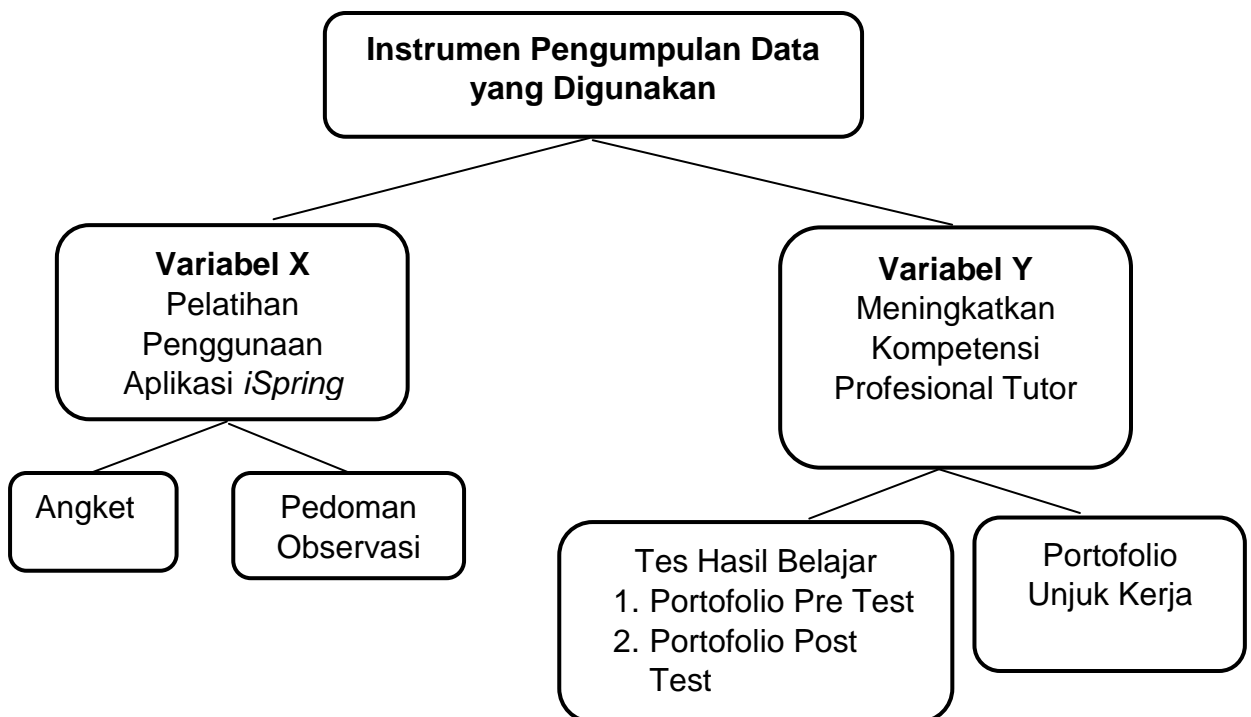 Instrumen Pengumpulan Data
yang Digunakan
Variabel X
Pelatihan
Penggunaan
Aplikasi iSpring
Variabel Y
Meningkatkan
Kompetensi
Profesional Tutor
Angket
Pedoman
Observasi
Tes Hasil Belajar
1. Portofolio Pre Test
2. Portofolio Post
Test
Portofolio
Unjuk Kerja